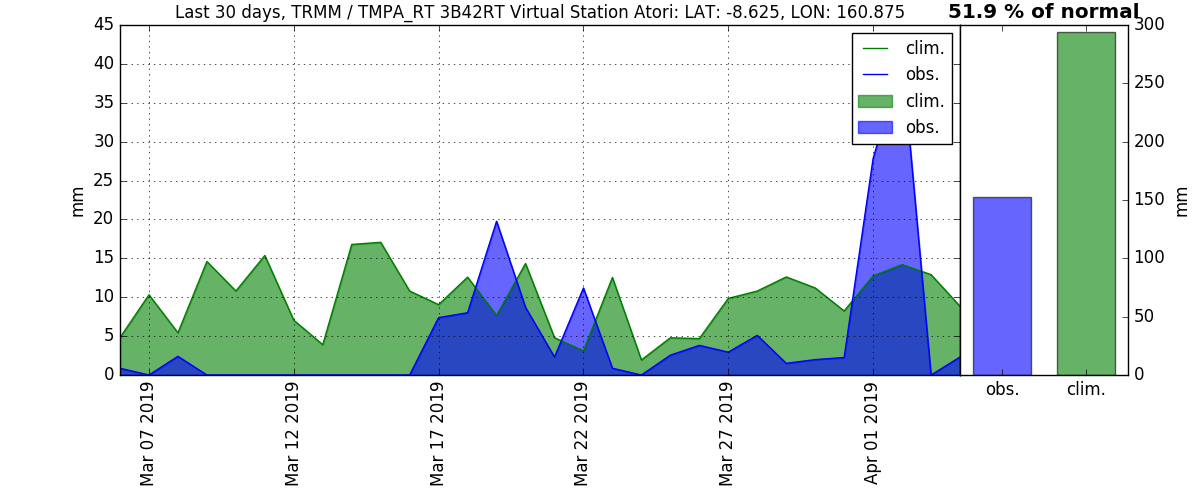 Last 30 days, TRMM / TMPA_RT 3B42RT Virtual Station Atori: LAT: -8.625, LON: 160.875
51.9 % of normal
45
40
35
30
25
20
15
10
5
0
mm
clim.
obs.
clim.
obs.
300
250
200
150
100
50
0
mm
Mar 07 2019
Mar 12 2019
Mar 17 2019
Mar 22 2019
Mar 27 2019
Apr 01 2019
obs.
clim.